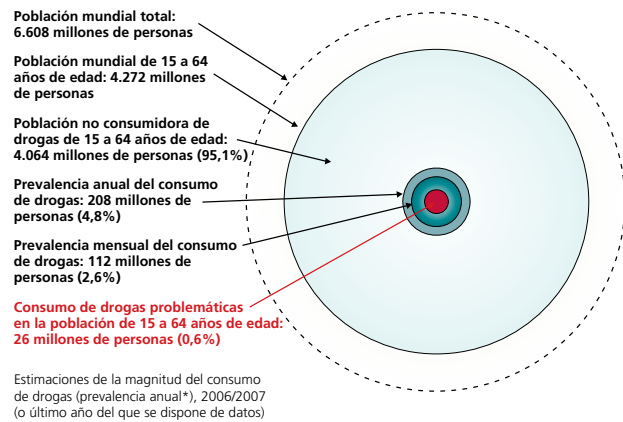 Población mundial total:
6.608 millones de personas
Población mundial de 15 a 64
años de edad: 4.272 millones
de personas
Población no consumidora de
drogas de 15 a 64 años de edad:
4.064 millones de personas (95,1%)
Prevalencia anual del consumo
de drogas: 208 millones de
personas (4,8%)
Prevalencia mensual del consumo
de drogas: 112 millones de
personas (2,6%)
Consumo de drogas problemáticas
en la población de 15 a 64 años de edad:
26 millones de personas (0,6%)
Estimaciones de la magnitud del consumo
de drogas (prevalencia anual*), 2006/2007
(o último año del que se dispone de datos)